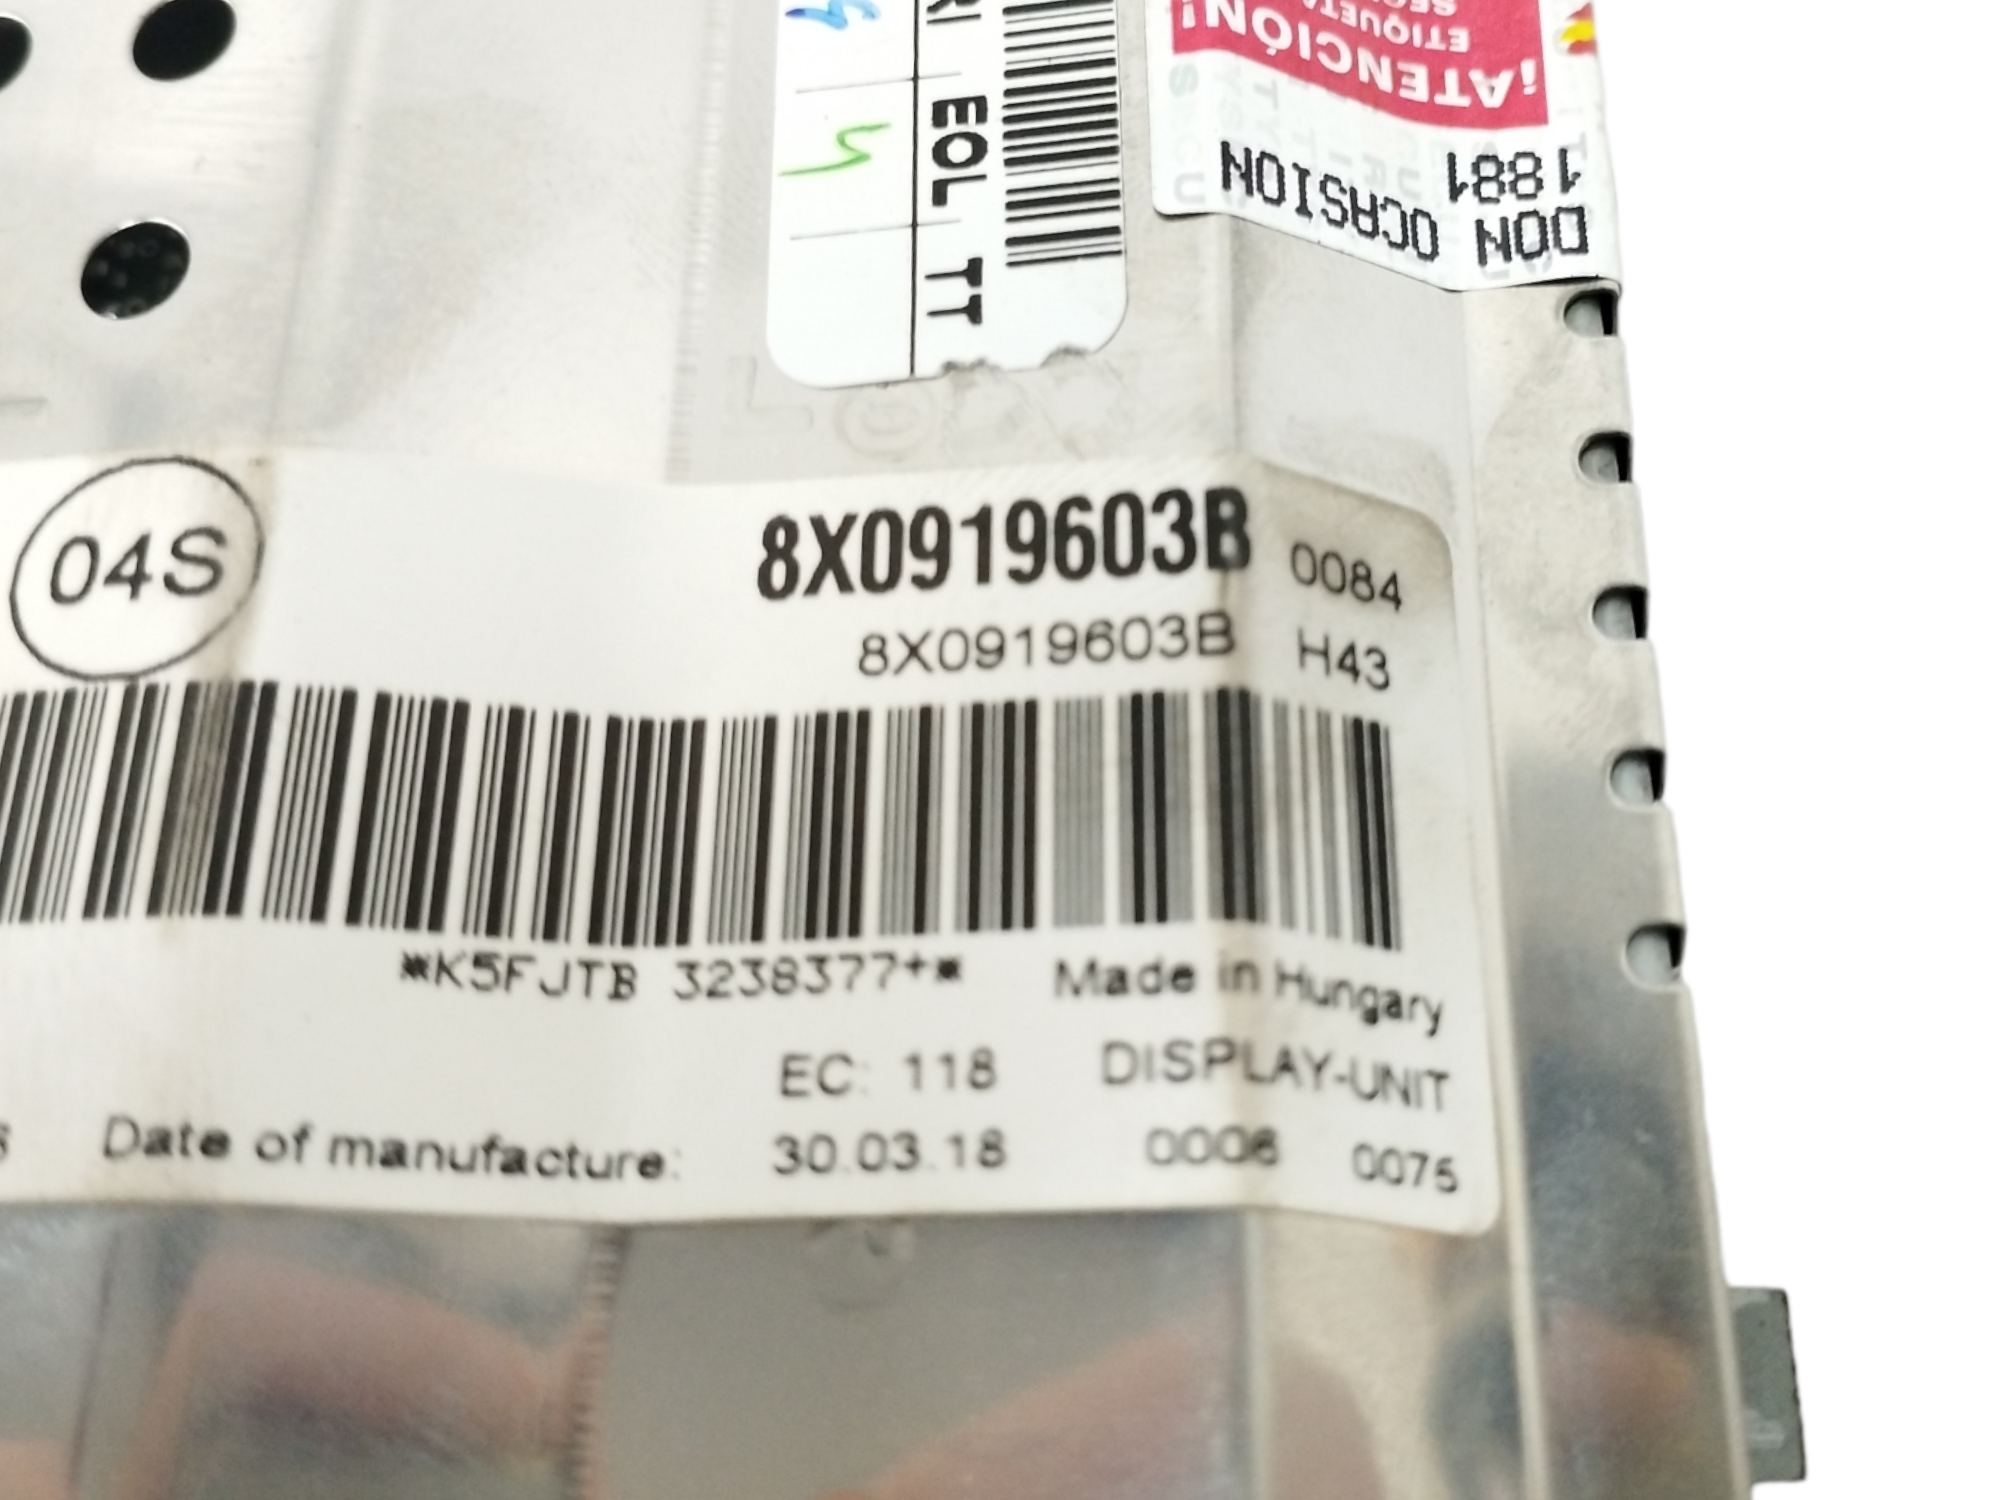 ¡ATENCIÓN!
ETIQUETA
DON OCASION
1881
EOL
TT
04S
8X0919603B 0084
8X0919603B H43
*K5FJTB 3238377+* Made in Hungary
EC: 118 DISPLAY-UNIT
Date of manufacture: 30.03.18 0006 0075